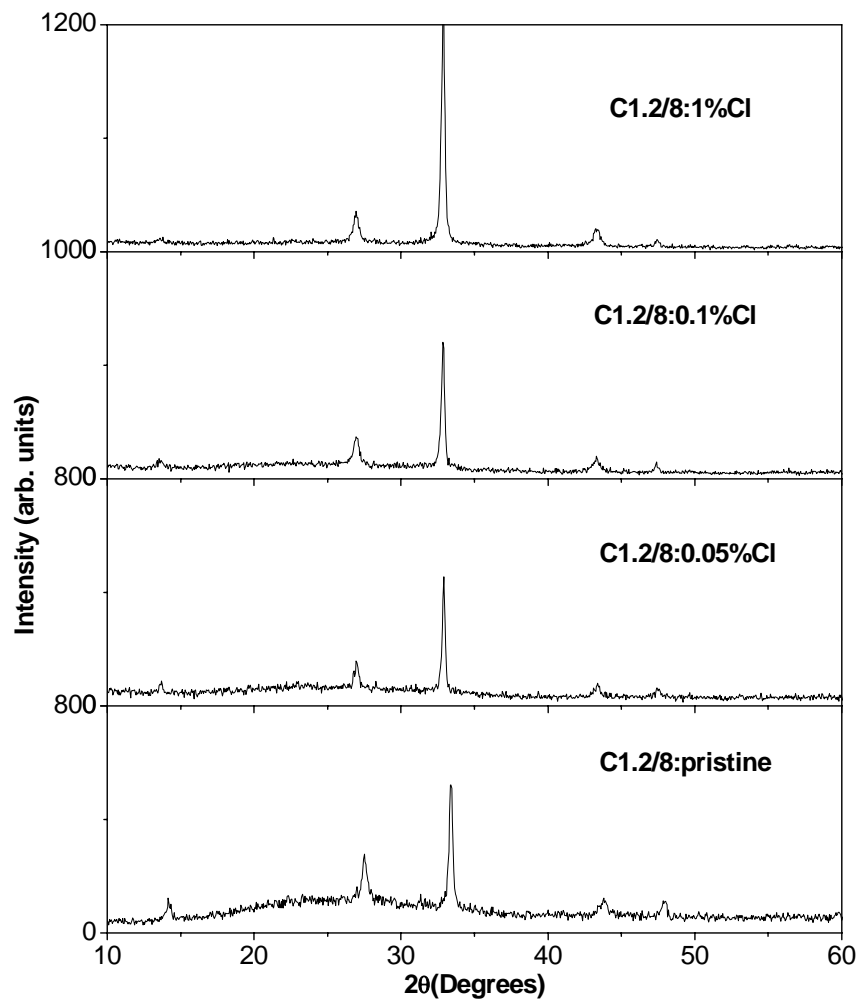 1200
C1.2/8:1%Cl
1000
C1.2/8:0.1%Cl
800
C1.2/8:0.05%Cl
800
C1.2/8:pristine
0
10 20 30 40 50 60
2θ(Degrees)
Intensity (arb. units)